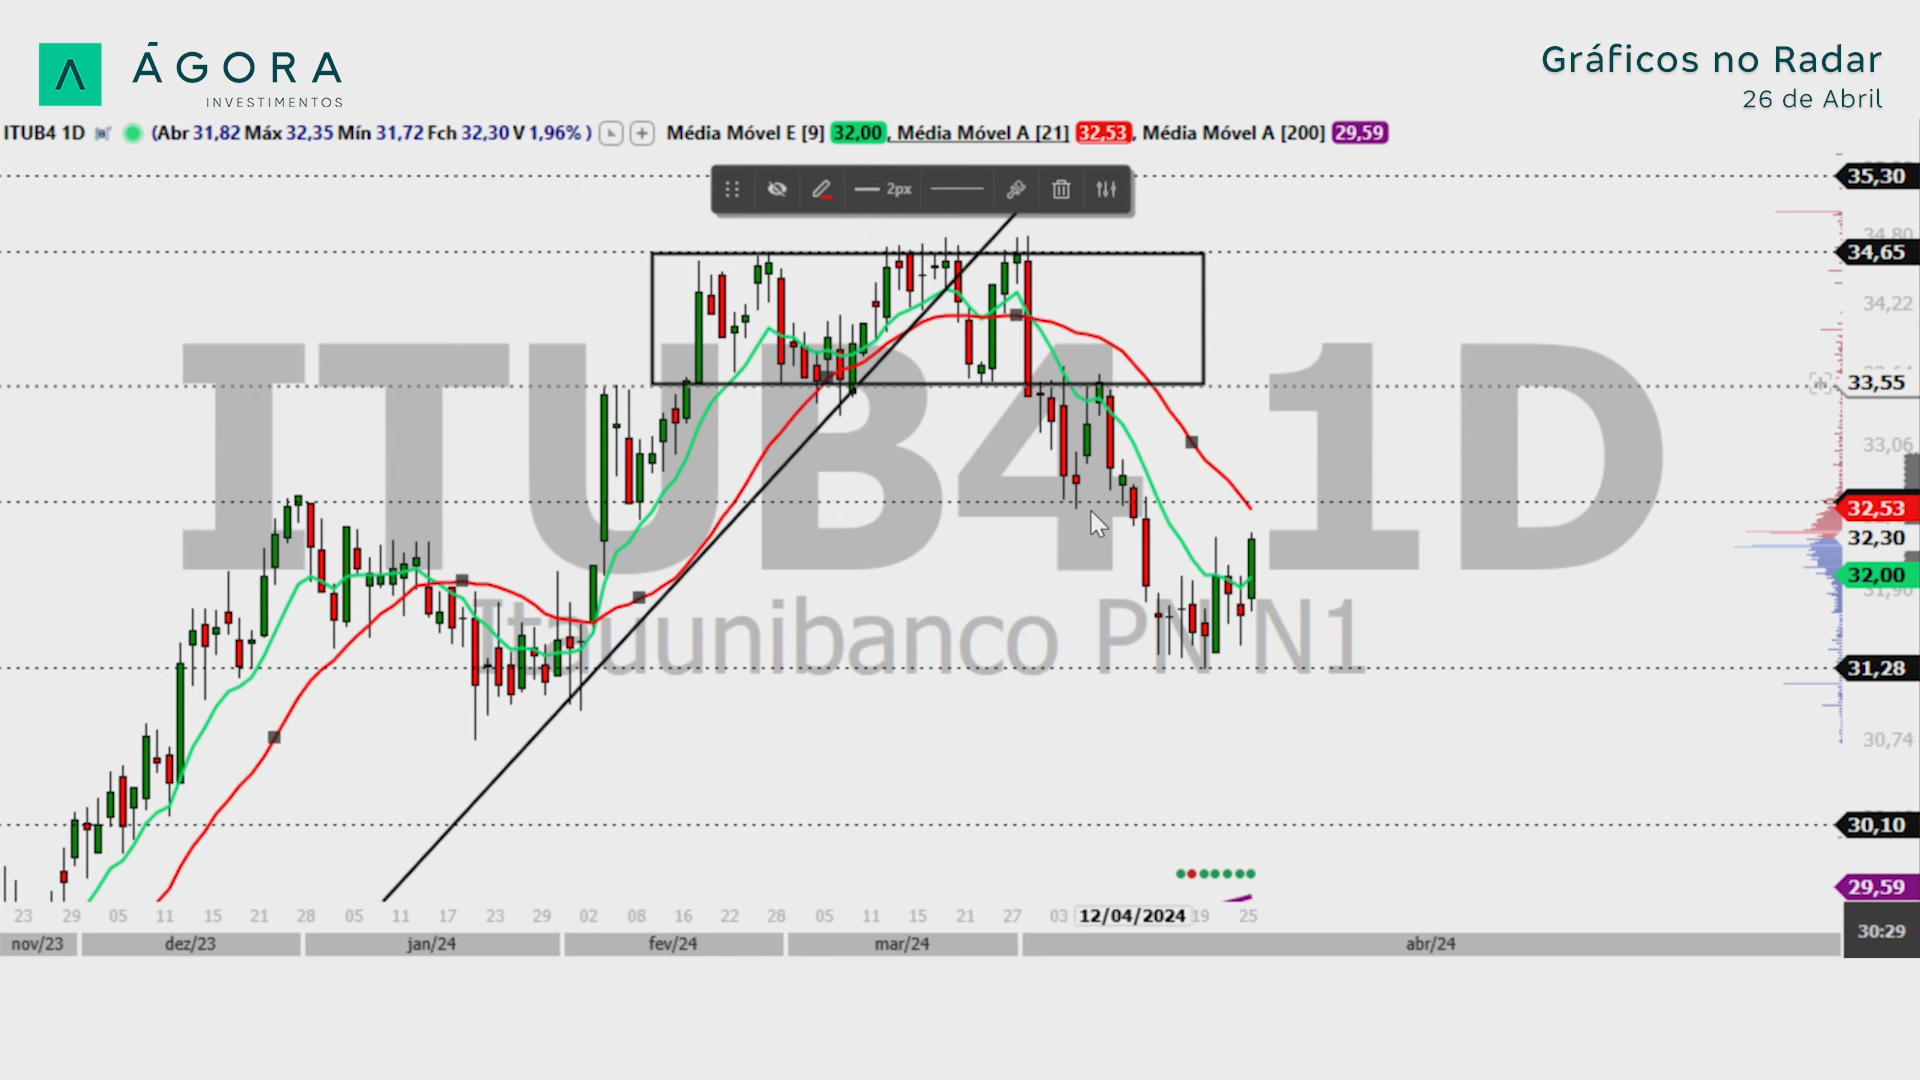 ÁGORA
INVESTIMENTOS
Gráficos no Radar
26 de Abril
ITUB4 1D (Abr 31,82 Máx 32,35 Mín 31,72 Fch 32,30 V 1,96% ) Média Móvel E [9] 32,00, Média Móvel A [21] 32,53, Média Móvel A [200] 29,59
2px
35,30
34,80
34,65
34,22
33,55
33,06
32,53
32,30
32,00
31,90
31,28
30,74
30,10
29,59
ITUB4 1D
Itauunibanco PN N1
23 29 05 11 15 21 28 05 11 17 23 29 02 08 16 22 28 05 11 15 21 27 03 12/04/2024 19 25
30:29
nov/23 dez/23 jan/24 fev/24 mar/24 abr/24